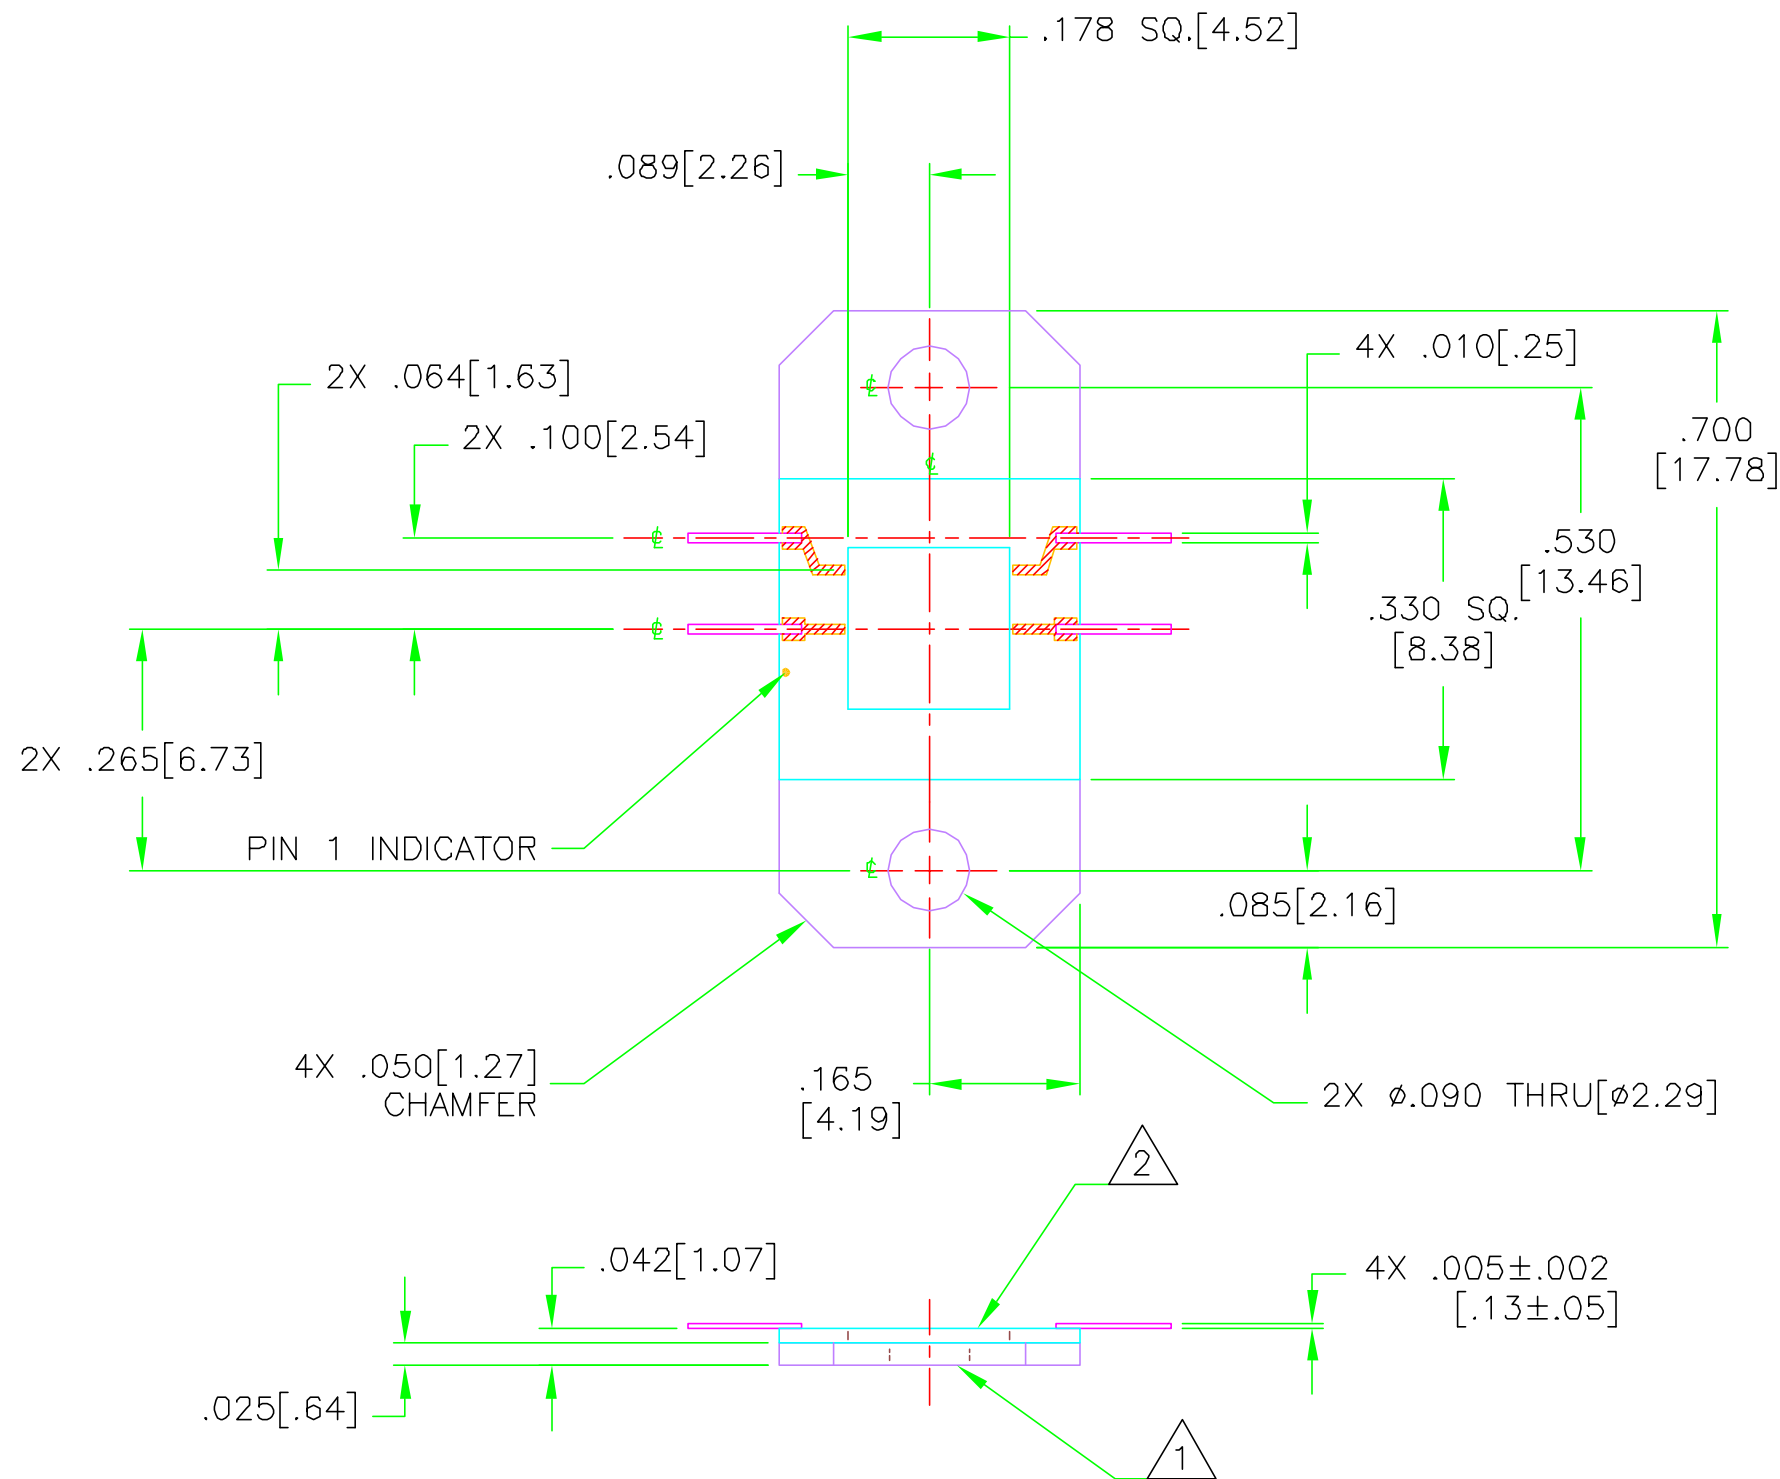 .178 SQ.[4.52]
.089[2.26]
4X .010[.25]
2X .064[1.63]
2X .100[2.54]
.700
[17.78]
.530
[13.46]
.330 SQ.
[8.38]
2X .265[6.73]
PIN 1 INDICATOR
.085[2.16]
4X .050[1.27]
CHAMFER
.165
[4.19]
2X ø.090 THRU[ø2.29]
2
.042[1.07]
4X .005±.002
[.13±.05]
.025[.64]
1